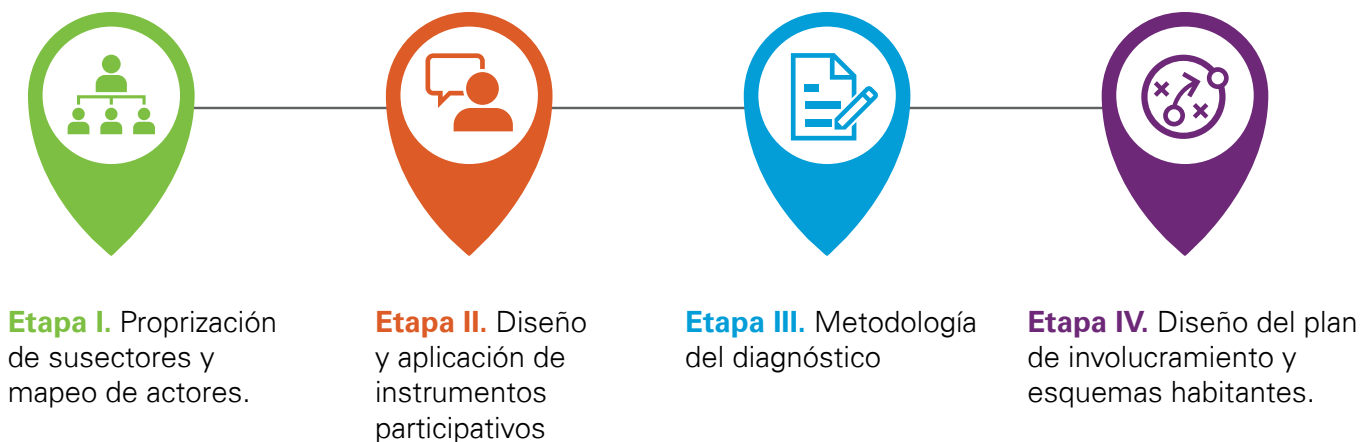 Etapa I. Proprización
de susectores y
mapeo de actores.
Etapa II. Diseño
y aplicación de
instrumentos
participativos
Etapa III. Metodología
del diagnóstico
Etapa IV. Diseño del plan
de involucramiento y
esquemas habitantes.